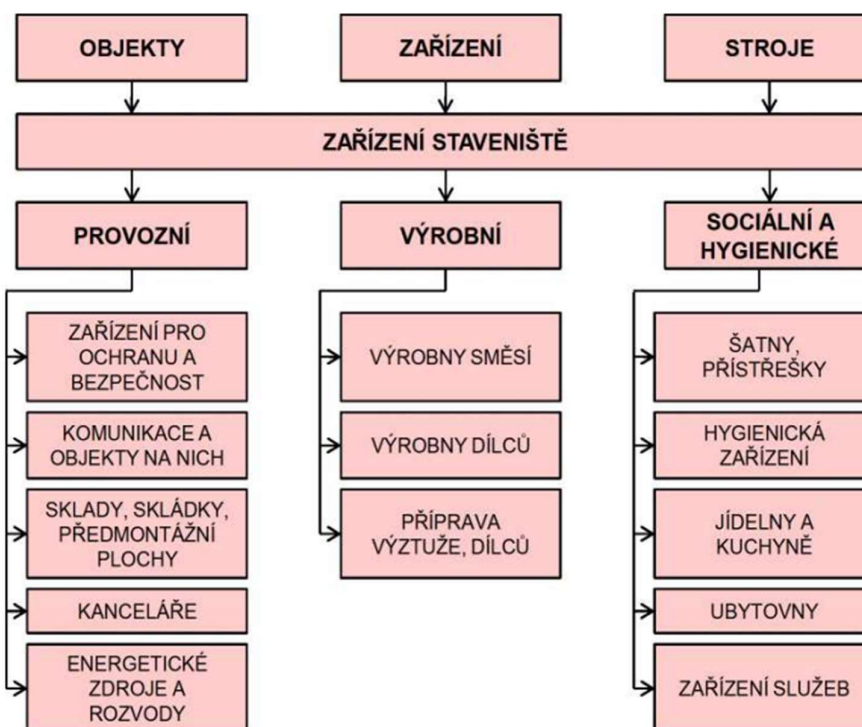 OBJEKTY
ZAŘÍZENÍ
STROJE
ZAŘÍZENÍ STAVENIŠTĚ
PROVOZNÍ
VÝROBNÍ
SOCIÁLNÍ A
HYGIENICKÉ
ZAŘÍZENÍ PRO
OCHRANU A
BEZPEČNOST
KOMUNIKACE A
OBJEKTY NA NICH
SKLADY, SKLÁDKY,
PŘEDMONTÁŽNÍ
PLOCHY
KANCELÁŘE
ENERGETICKÉ
ZDROJE A
ROZVODY
VÝROBNY SMĚSÍ
VÝROBNY DÍLCŮ
PŘÍPRAVA
VÝZTUŽE, DÍLCŮ
ŠATNY,
PŘÍSTŘEŠKY
HYGIENICKÁ
ZAŘÍZENÍ
JÍDELNY A
KUCHYNĚ
UBYTOVNY
ZAŘÍZENÍ SLUŽEB